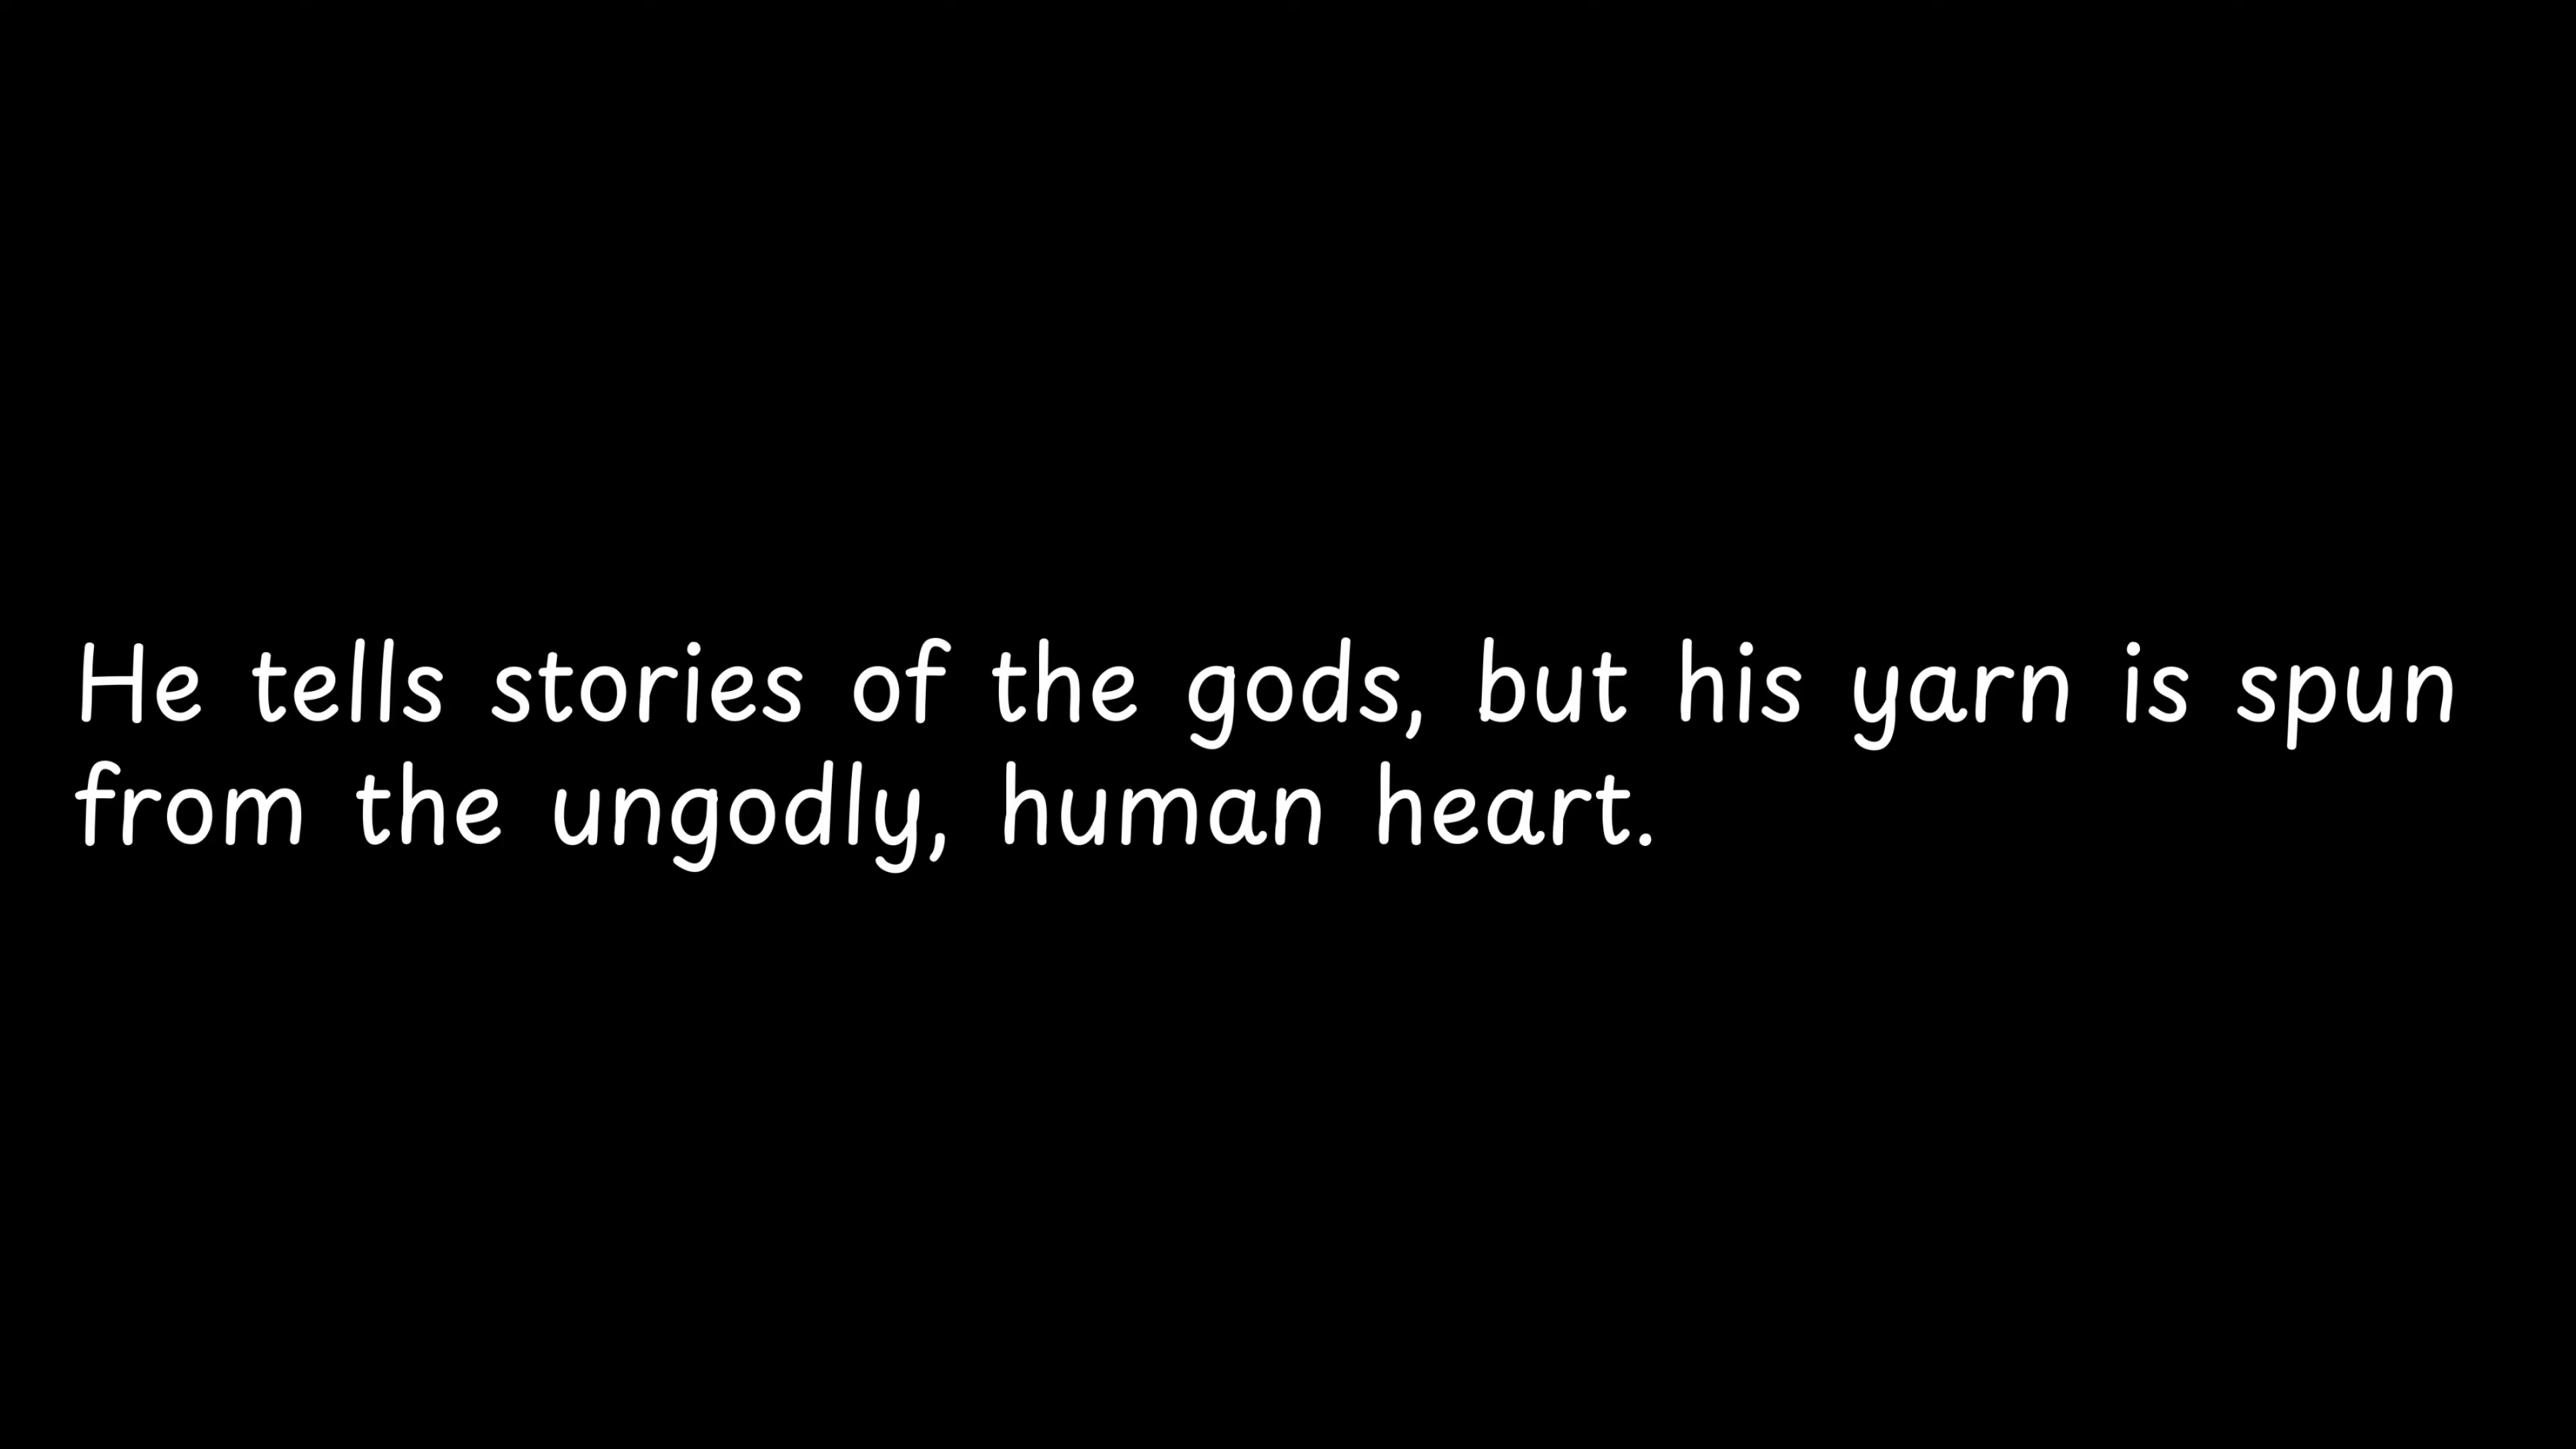 He tells stories of the gods, but his yarn is spun
from the ungodly, human heart.